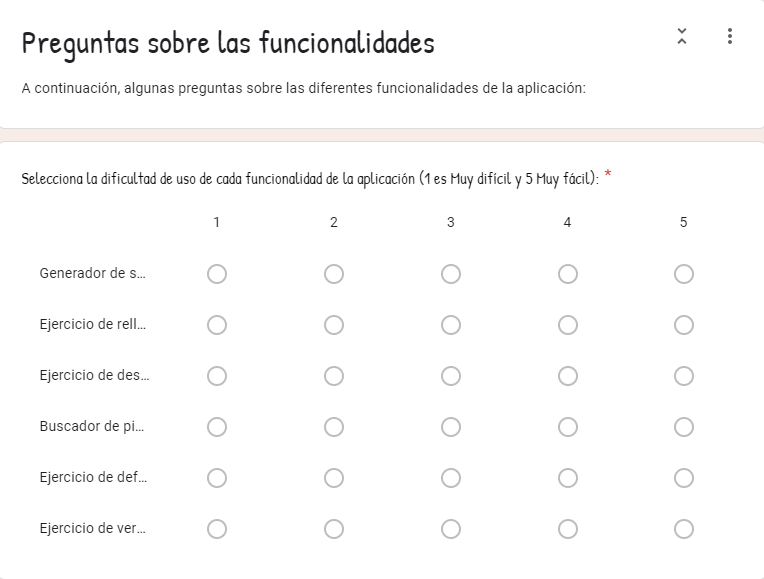 Preguntas sobre las funcionalidades
A continuación, algunas preguntas sobre las diferentes funcionalidades de la aplicación:
Selecciona la dificultad de uso de cada funcionalidad de la aplicación (1 es Muy difícil y 5 Muy fácil): *
1 2 3 4 5
Generador de s...
Ejercicio de rell...
Ejercicio de des...
Buscador de pi...
Ejercicio de def...
Ejercicio de ver...